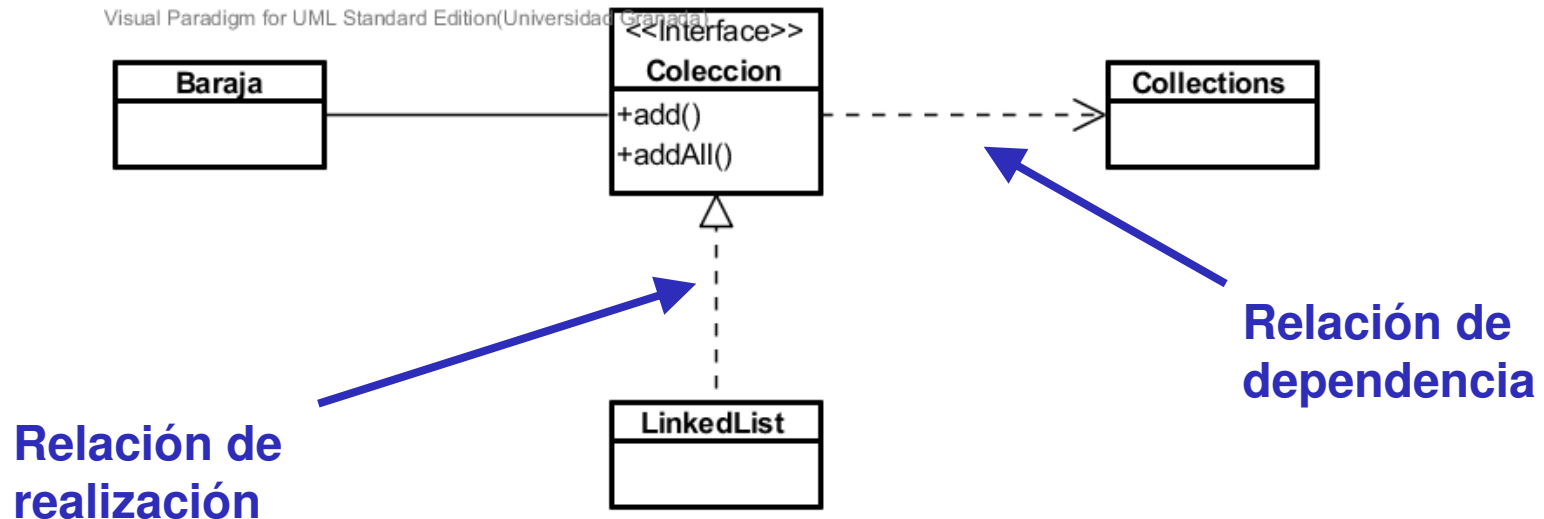 Visual Paradigm for UML Standard Edition(Universidad Granada)
<<Interface>>
Coleccion
+add()
+addAll()
Baraja
Collections
LinkedList
Relación de
dependencia
Relación de
realización